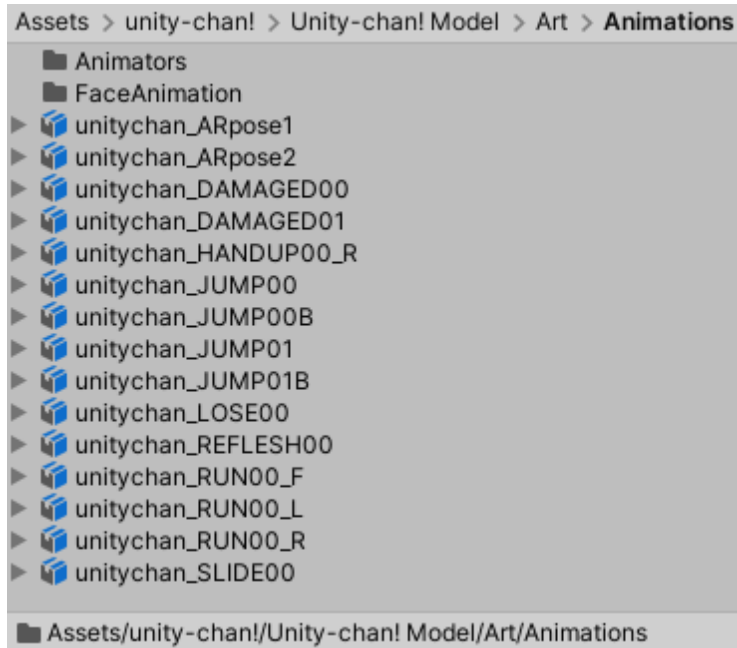 Assets > unity-chan! > Unity-chan! Model > Art > Animations
Animators
FaceAnimation
unitychan_ARpose1
unitychan_ARpose2
unitychan_DAMAGED00
unitychan_DAMAGED01
unitychan_HANDUP00_R
unitychan_JUMP00
unitychan_JUMP00B
unitychan_JUMP01
unitychan_JUMP01B
unitychan_LOSE00
unitychan_REFLESH00
unitychan_RUN00_F
unitychan_RUN00_L
unitychan_RUN00_R
unitychan_SLIDE00
Assets/unity-chan!/Unity-chan! Model/Art/Animations